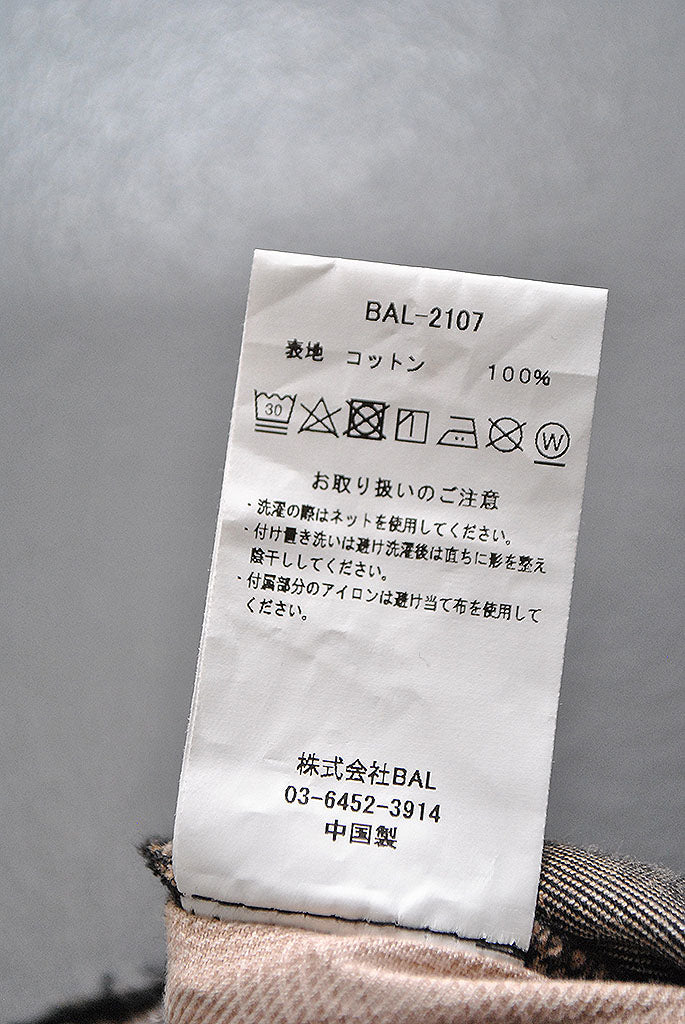 BAL-2107
表地 コットン 100%
30
W
お取り扱いのご注意
・洗濯の際はネットを使用してください。
・付け置き洗いは避け洗濯後は直ちに形を整え
陰干ししてください。
・付属部分のアイロンは避け当て布を使用して
ください。
株式会社BAL
03-6452-3914
中国製